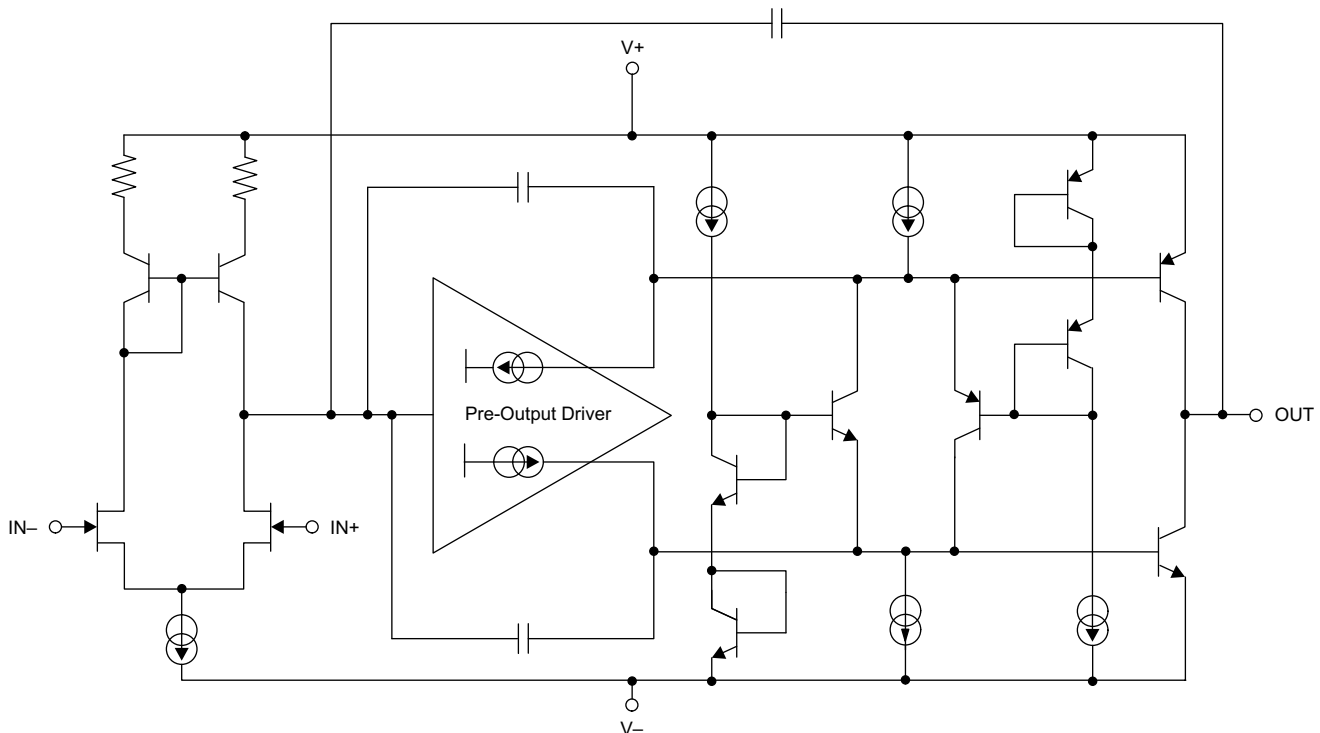 V+
Pre-Output Driver
OUT
IN–
IN+
V–